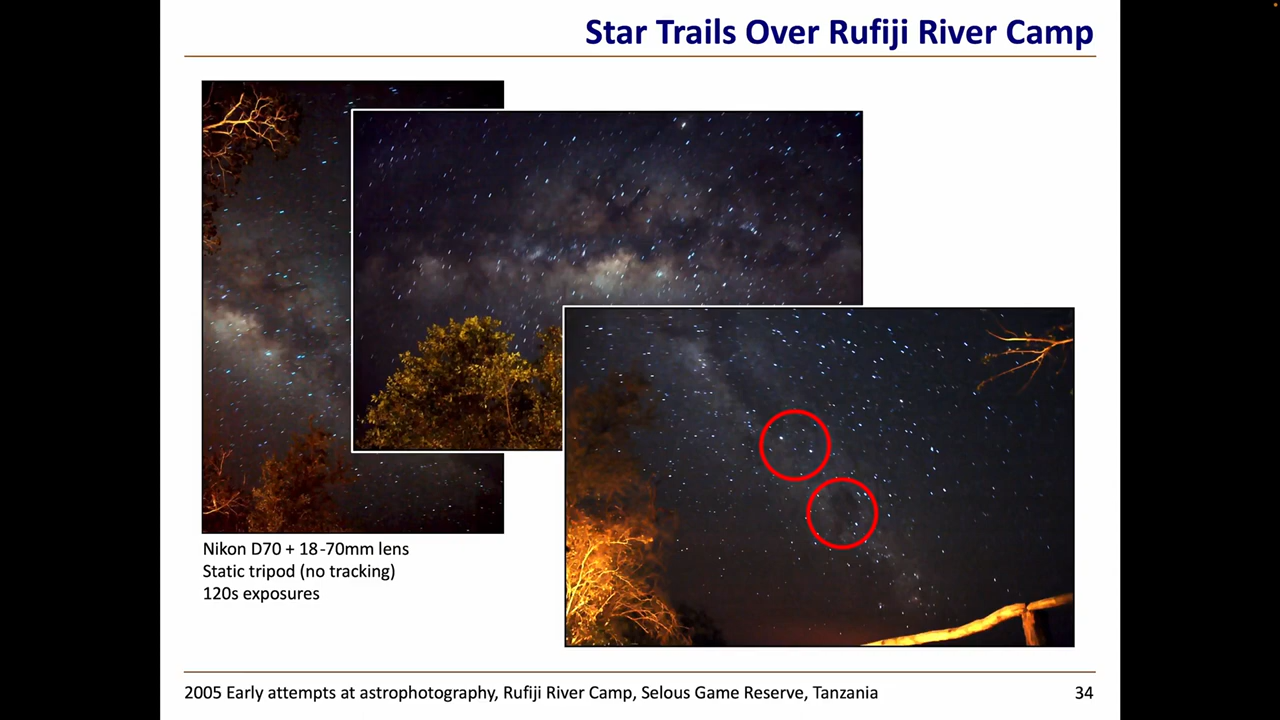 Star Trails Over Rufiji River Camp
Nikon D70 + 18-70mm lens
Static tripod (no tracking)
120s exposures
2005 Early attempts at astrophotography, Rufiji River Camp, Selous Game Reserve, Tanzania
34